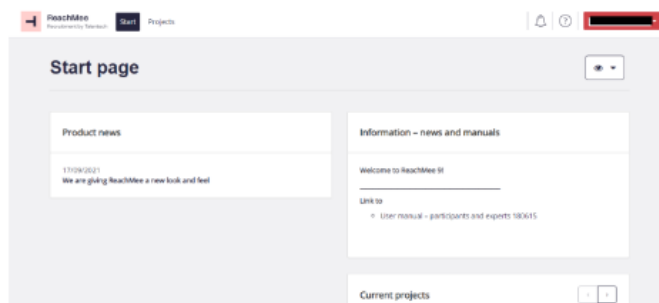 ReachMee
Recruitment by Talentech
Start Projects
Start page
Product news
17/09/2021
We are giving ReachMee a new look and feel
Information – news and manuals
Welcome to ReachMee 9!
Link to
User manual – participants and experts 180615
Current projects